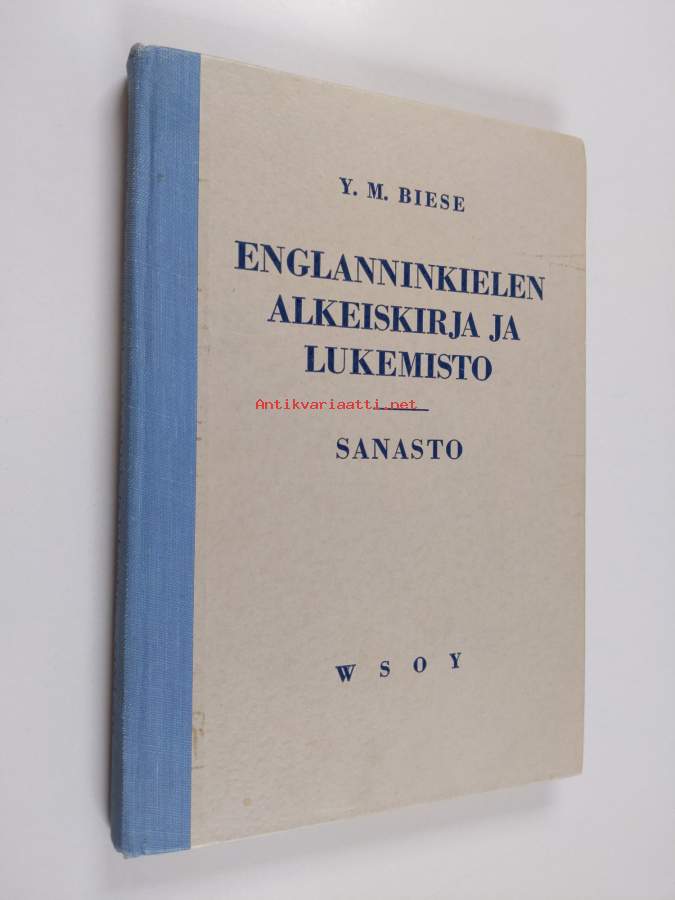 Y. M. BIESE
ENGLANNINKIELEN
ALKEISKIRJA JA
LUKEMISTO
Antikvariaatti.net
SANASTO
WSOY